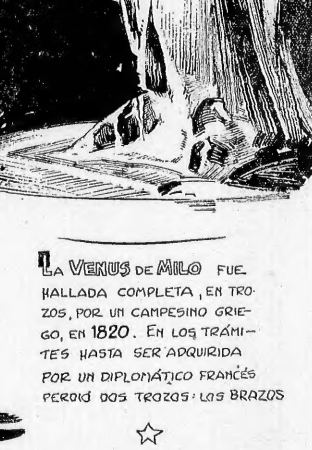 LA VENUS DE MILO FUE
HALLADA COMPLETA, EN TRO-
ZOS, POR UN CAMPESINO GRIE-
GO, EN 1820. EN LOS TRÁMI-
TES HASTA SER ADQUIRIDA
POR UN DIPLOMÁTICO FRANCÉS
PERDIÓ DOS TROZOS: LOS BRAZOS